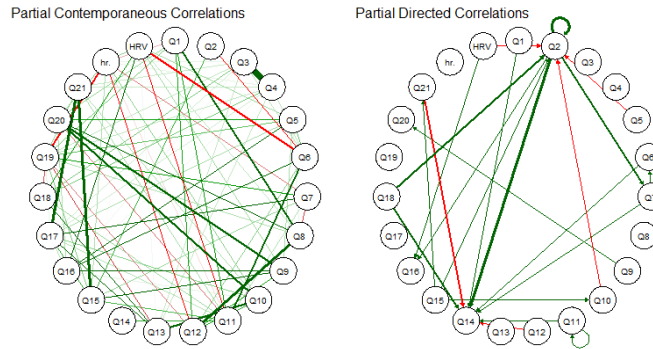 Partial Contemporaneous Correlations
HRV
Q1
Q2
Q3
Q4
Q5
Q6
Q7
Q8
Q9
Q10
Q11
Q12
Q13
Q14
Q15
Q16
Q17
Q18
Q19
Q20
Q21
hr.
Partial Directed Correlations
HRV
Q1
Q2
Q3
Q4
Q5
Q6
Q7
Q8
Q9
Q10
Q11
Q12
Q13
Q14
Q15
Q16
Q17
Q18
Q19
Q20
Q21
hr.